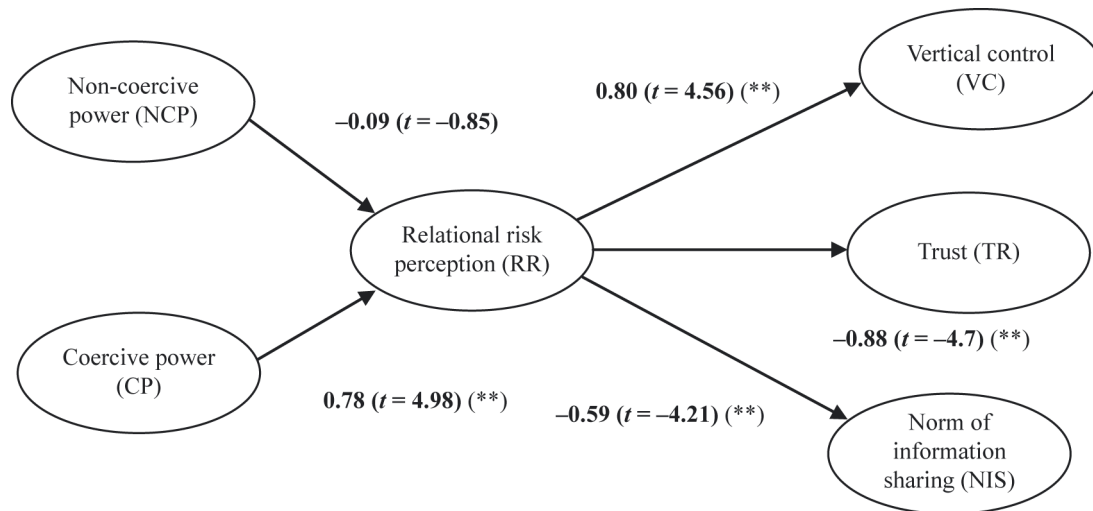 Non-coercive
power (NCP)
–0.09 (t = –0.85)
0.80 (t = 4.56) (**)
Vertical control
(VC)
Relational risk
perception (RR)
Trust (TR)
–0.88 (t = –4.7) (**)
Coercive power
(CP)
0.78 (t = 4.98) (**)
–0.59 (t = –4.21) (**)
Norm of
information
sharing (NIS)